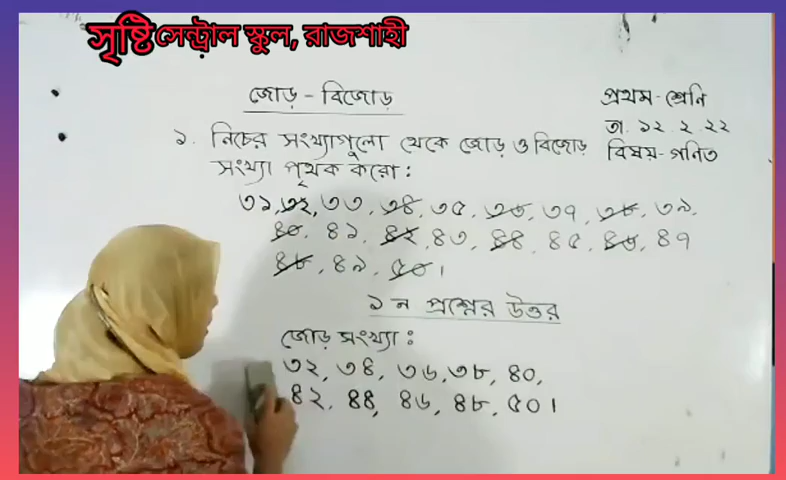 সৃষ্টি সেন্ট্রাল স্কুল, রাজশাহী
জোড় - বিজোড়
প্রথম - শ্রেনি
তা. ১২. ২. ২২
বিষয় - গনিত
১. নিচের সংখ্যাগুলো থেকে জোড় ও বিজোড়
সংখ্যা পৃথক করো :
৩১, ৩২, ৩৩, ৩৪, ৩৫, ৩৬, ৩৭, ৩৮, ৩৯,
৪০, ৪১, ৪২, ৪৩, ৪৪, ৪৫, ৪৬, ৪৭
৪৮, ৪৯, ৫০।
১ ন প্রশ্নের উত্তর
জোড় সংখ্যা :
৩২, ৩৪, ৩৬, ৩৮, ৪০,
৪২, ৪৪, ৪৬, ৪৮, ৫০।